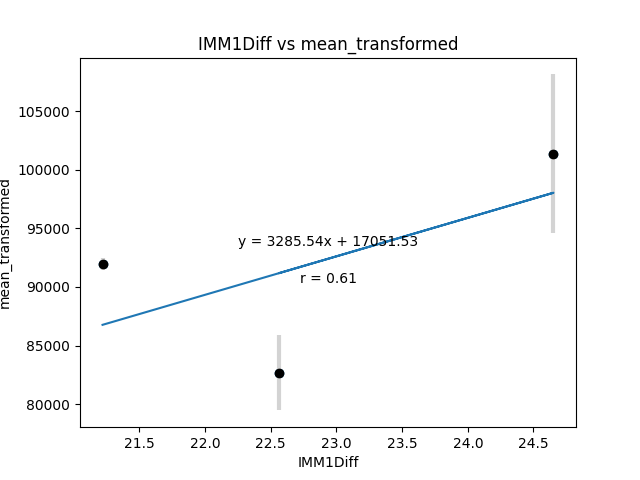 IMM1Diff vs mean_transformed
mean_transformed
105000
100000
95000
90000
85000
80000
y = 3285.54x + 17051.53
r = 0.61
21.5 22.0 22.5 23.0 23.5 24.0 24.5
IMM1Diff